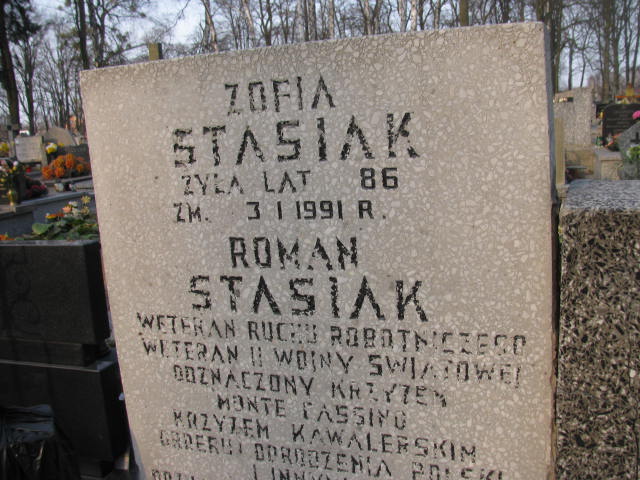 ZOFIA
STASIAK
ŻYŁA LAT 86
ZM. 3 I 1991 R.
ROMAN
STASIAK
WETERAN RUCHU ROBOTNICZEGO
WETERAN II WOJNY ŚWIATOWEJ
ODZNACZONY KRZYŻEM
MONTE CASSINO
KRZYŻEM KAWALERSKIM
ORDERU ODRODZENIA POLSKI